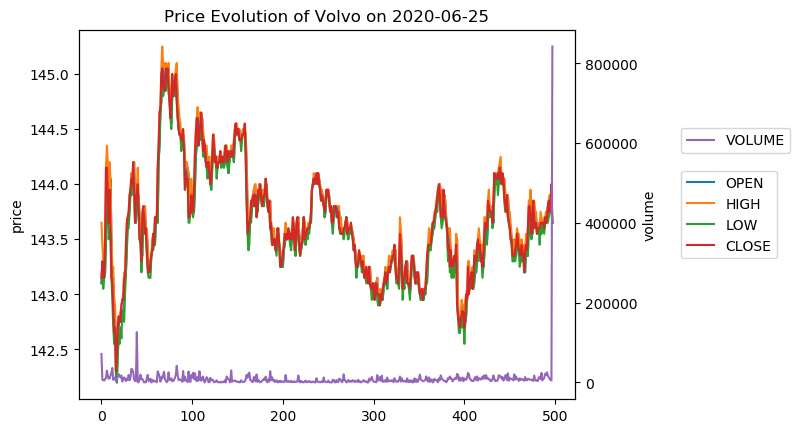 Price Evolution of Volvo on 2020-06-25
price
145.0
144.5
144.0
143.5
143.0
142.5
0
100
200
300
400
500
800000
600000
400000
200000
0
volume
VOLUME
OPEN
HIGH
LOW
CLOSE